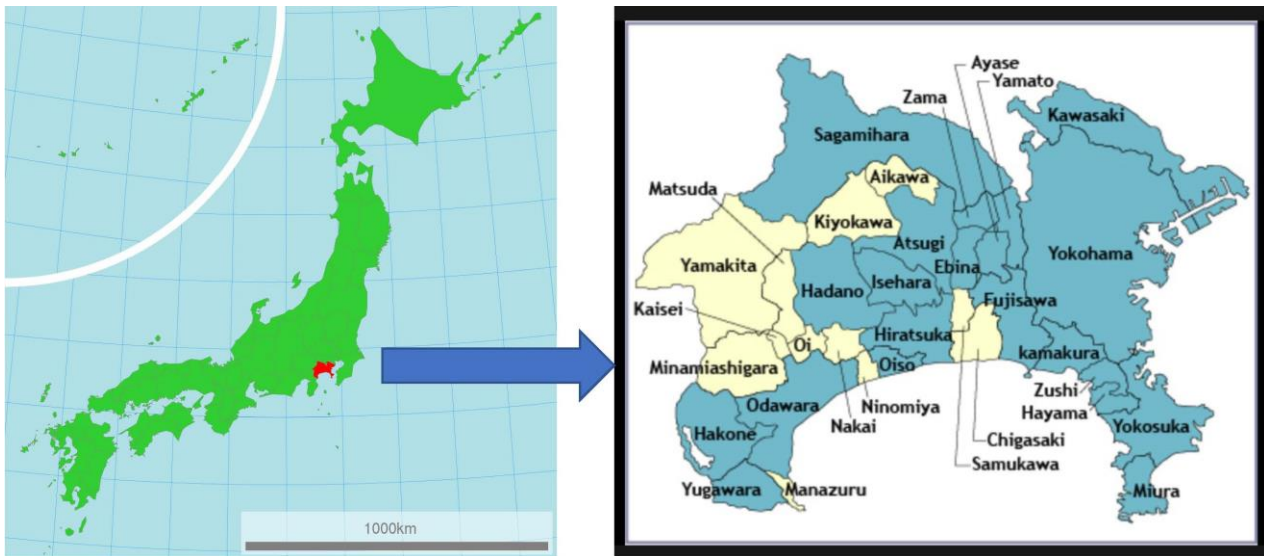 1000km
Ayase
Yamato
Zama
Kawasaki
Sagamihara
Aikawa
Matsuda
Kiyokawa
Atsugi
Yokohama
Yamakita
Ebina
Isehara
Hadano
Kaisei
Fujisawa
Oi
Hiratsuka
kamakura
Minamiashigara
Oiso
Zushi
Odawara
Ninomiya
Hayama
Nakai
Yokosuka
Hakone
Chigasaki
Samukawa
Yugawara
Manazuru
Miura